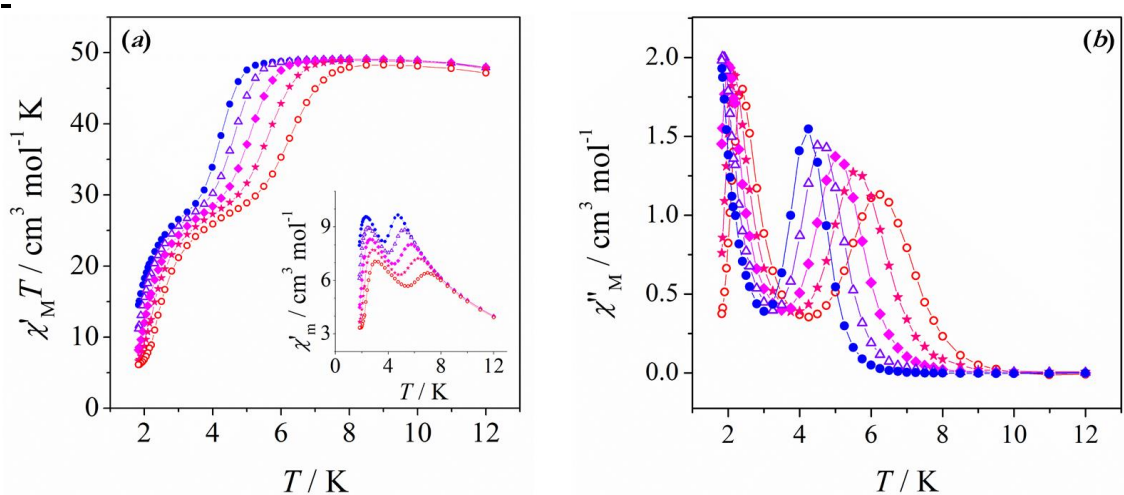 (a)
50
40
30
20
10
0
χ'ₘT / cm³ mol⁻¹ K
2 4 6 8 10 12
T / K
9
6
3
χ'ₘ / cm³ mol⁻¹
0 4 8 12
T / K
(b)
2.0
1.5
1.0
0.5
0.0
χ"ₘ / cm³ mol⁻¹
2 4 6 8 10 12
T / K